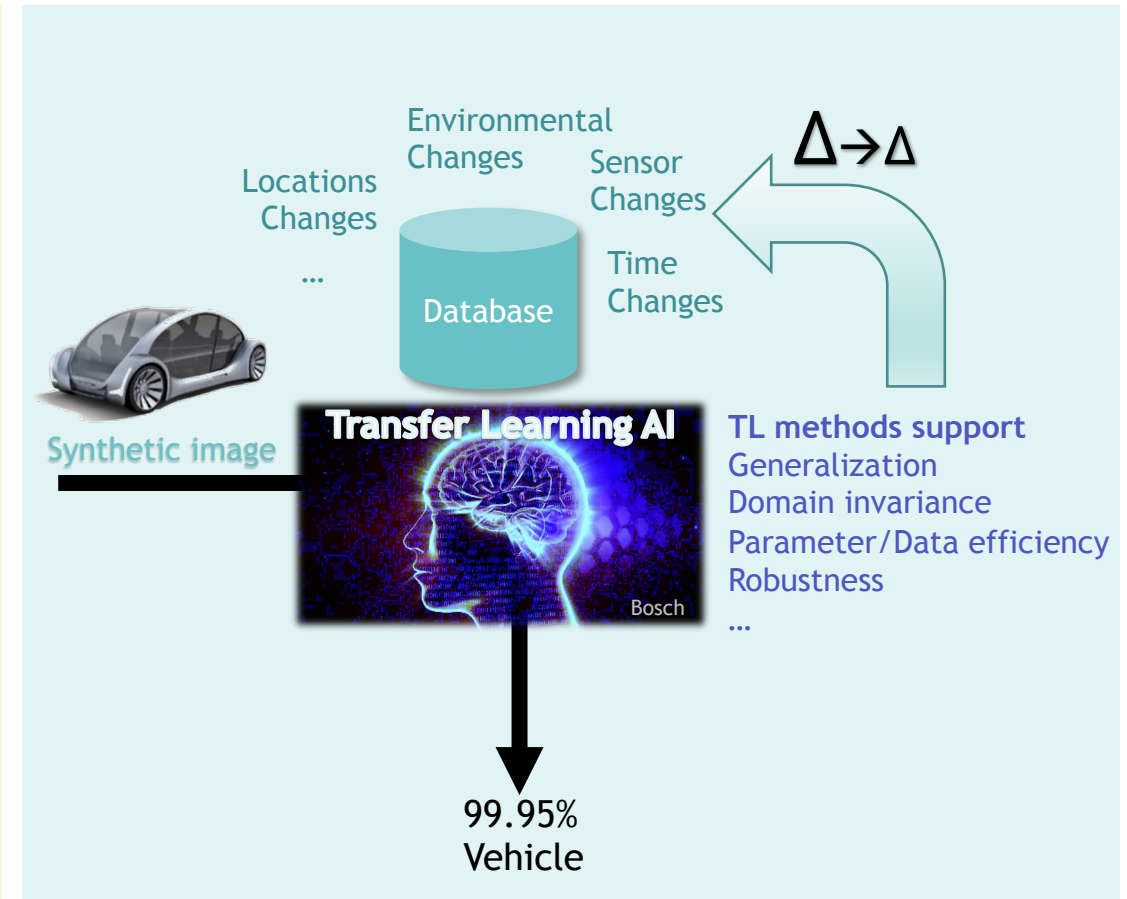 Environmental
Changes
Locations
Changes
...
Sensor
Changes
Time
Changes
Δ→Δ
Database
Synthetic image
Transfer Learning AI
Bosch
TL methods support
Generalization
Domain invariance
Parameter/Data efficiency
Robustness
...
99.95%
Vehicle